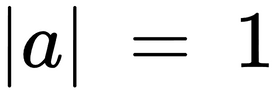 |a| = 1